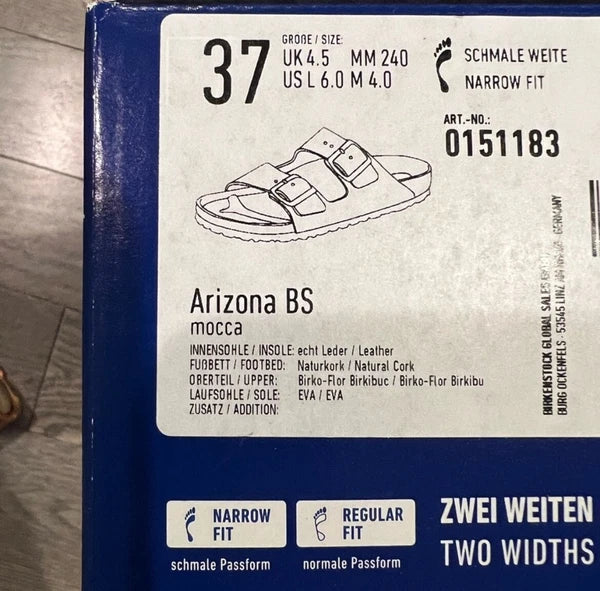 37
GRÖßE / SIZE:
UK 4.5 MM 240
US L 6.0 M 4.0
SCHMALE WEITE
NARROW FIT
ART.-NO.:
0151183
Arizona BS
mocca
INNENSOHLE / INSOLE: echt Leder / Leather
FUßBETT / FOOTBED: Naturkork / Natural Cork
OBERTEIL / UPPER: Birko-Flor Birkibuc / Birko-Flor Birkibu
LAUFSOHLE / SOLE: EVA / EVA
ZUSATZ / ADDITION:
BIRKENSTOCK GLOBAL SALES
BURG OCKENFELS - 53545 LINZ GERMANY
NARROW
FIT
schmale Passform
REGULAR
FIT
normale Passform
ZWEI WEITEN
TWO WIDTHS